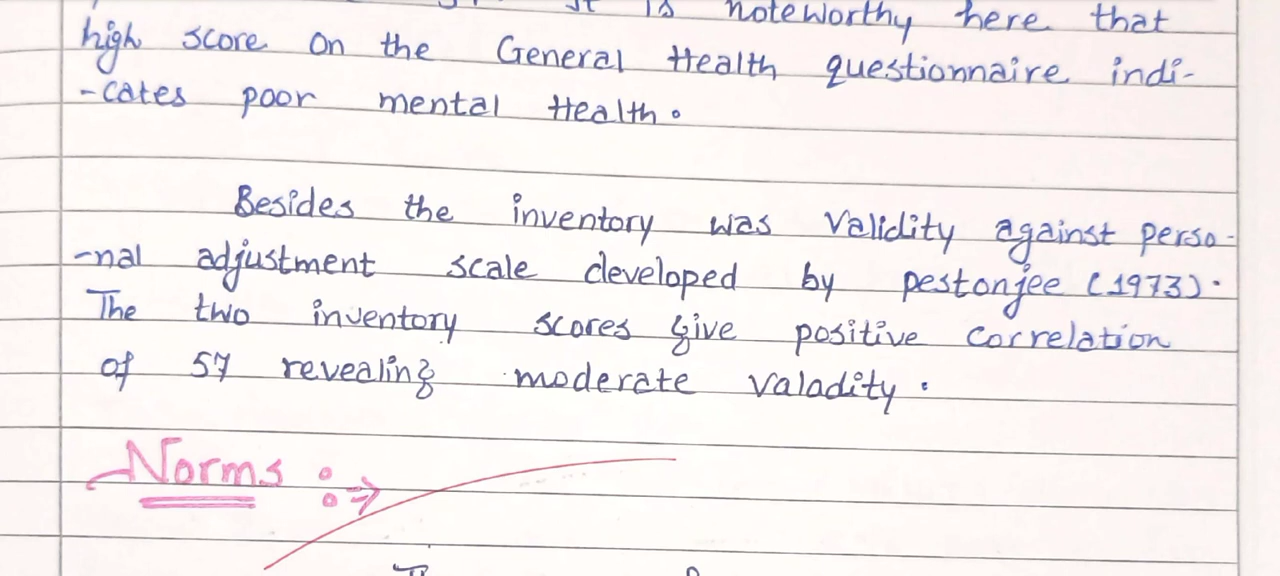 It is noteworthy here that
high score on the General Health questionnaire indi-
-cates poor mental Health.
Besides the inventory was Validity against perso-
-nal adjustment scale developed by pestonjee (1973).
The two inventory scores give positive correlation
of 57 revealing moderate valadity.
Norms :⇒